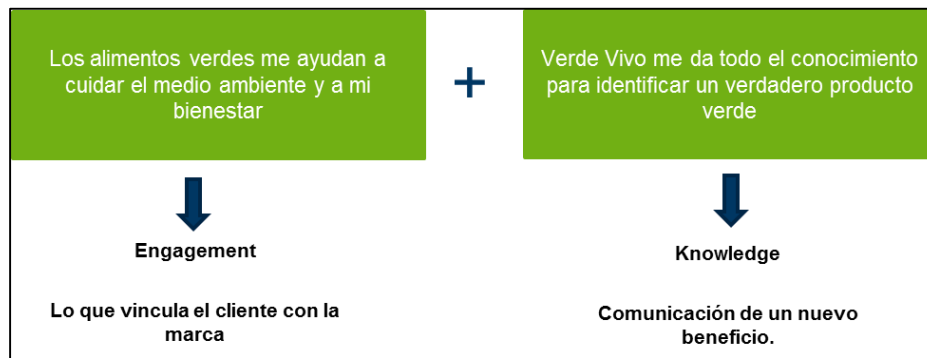 Los alimentos verdes me ayudan a
cuidar el medio ambiente y a mi
bienestar
+
Verde Vivo me da todo el conocimiento
para identificar un verdadero producto
verde
Engagement
Lo que vincula el cliente con la
marca
Knowledge
Comunicación de un nuevo
beneficio.